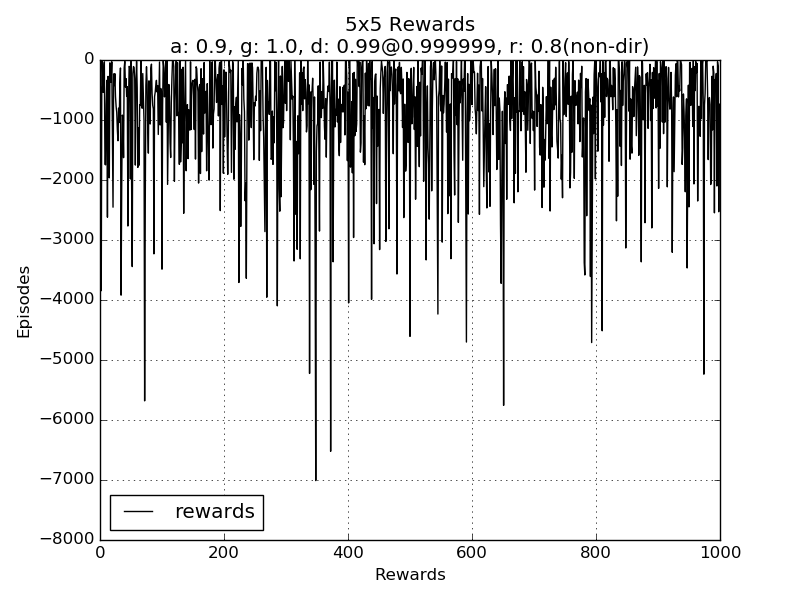 5x5 Rewards
a: 0.9, g: 1.0, d: 0.99@0.999999, r: 0.8(non-dir)
0
−1000
−2000
−3000
−4000
−5000
−6000
−7000
−8000
Episodes
rewards
0 200 400 600 800 1000
Rewards